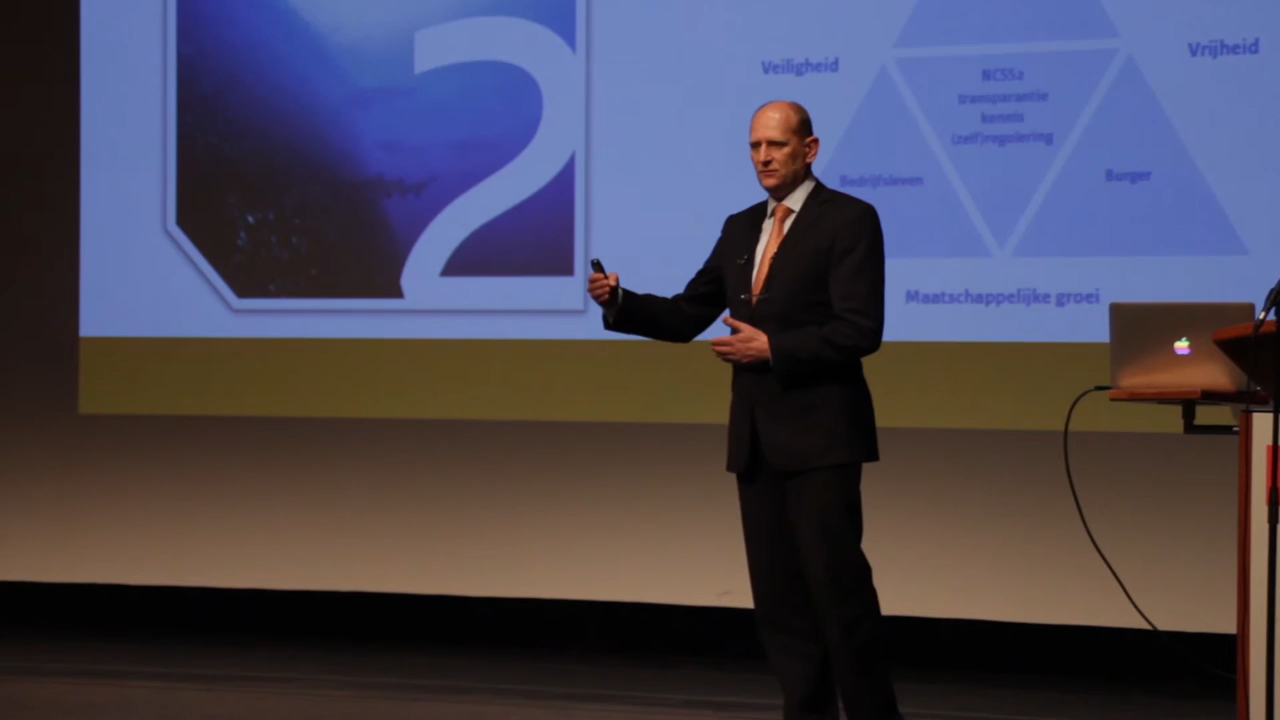 2
Veiligheid
Vrijheid
NCSS2
transparantie
kennis
(zelf)regulering
Bedrijfsleven
Burger
Maatschappelijke groei